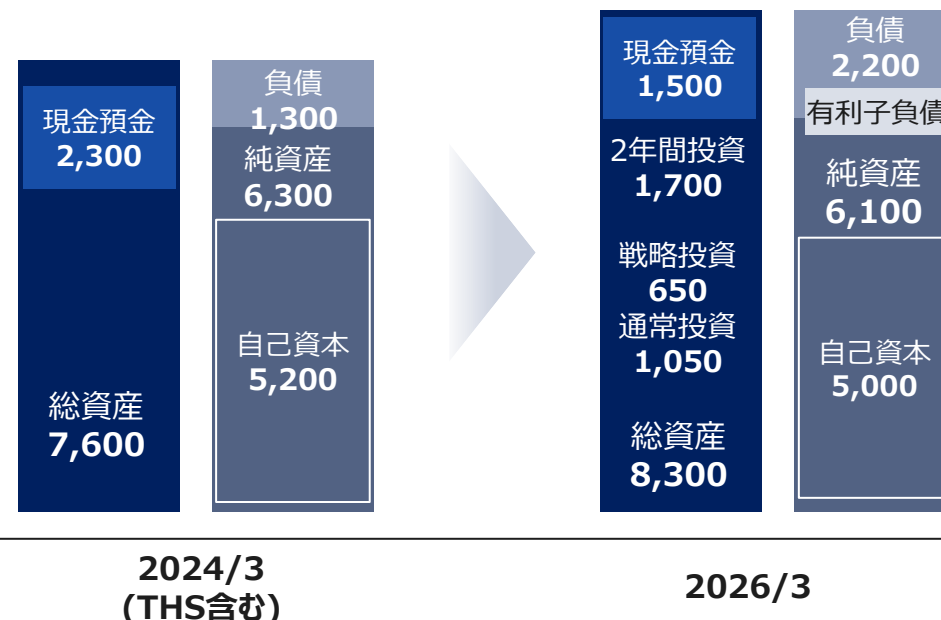 現金預金
2,300
総資産
7,600
負債
1,300
純資産
6,300
自己資本
5,200
現金預金
1,500
2年間投資
1,700
戦略投資
650
通常投資
1,050
総資産
8,300
負債
2,200
有利子負債
純資産
6,100
自己資本
5,000
2024/3
(THS含む)
2026/3